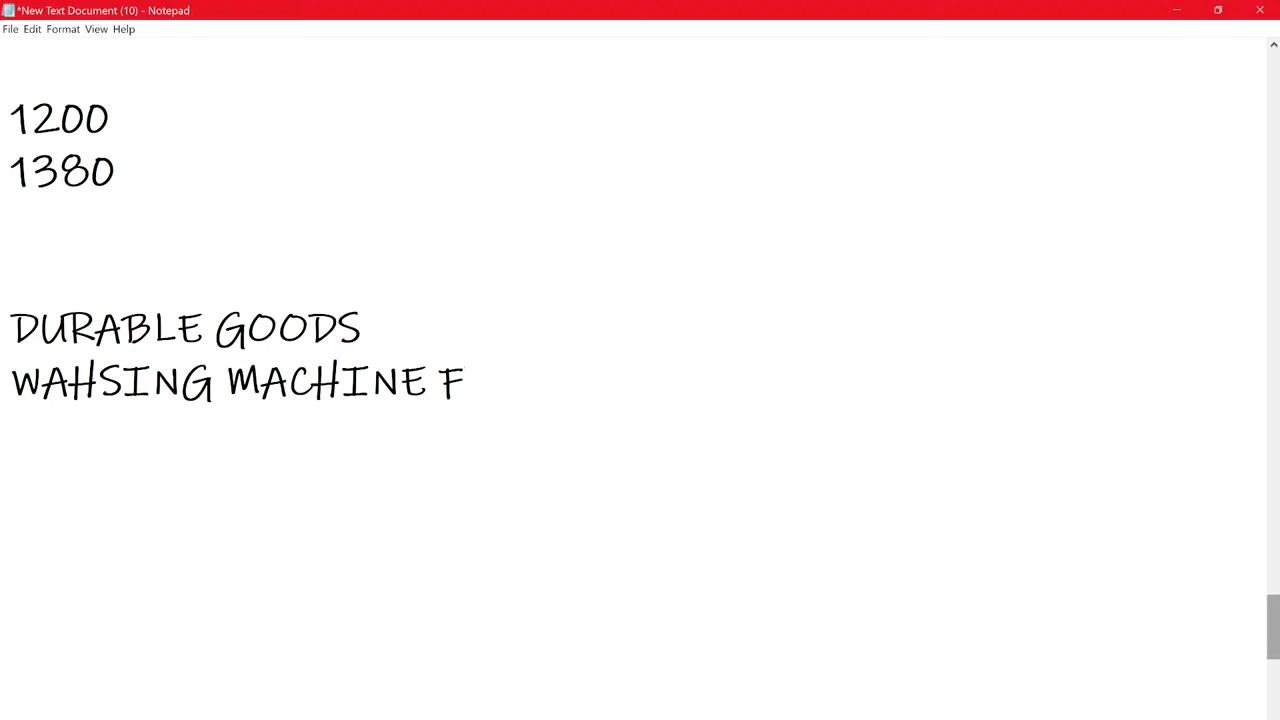 *New Text Document (10) - Notepad
File Edit Format View Help
1200
1380
DURABLE GOODS
WAHSING MACHINE F